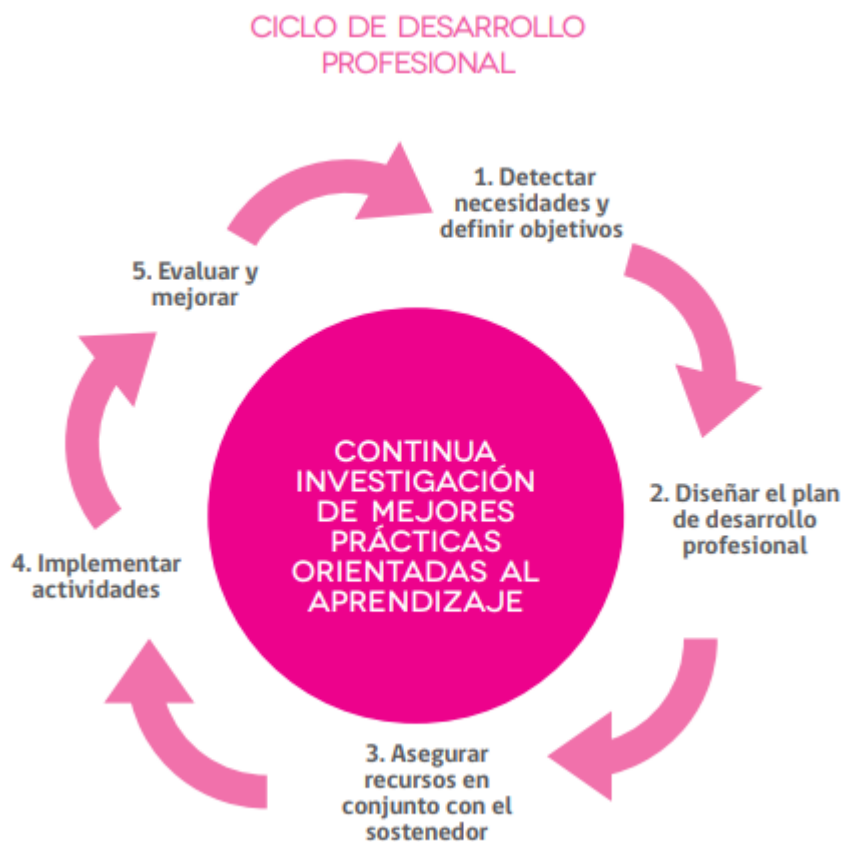 CICLO DE DESARROLLO
PROFESIONAL
1. Detectar
necesidades y
definir objetivos
2. Diseñar el plan
de desarrollo
profesional
3. Asegurar
recursos en
conjunto con el
sostenedor
4. Implementar
actividades
5. Evaluar y
mejorar
CONTINUA
INVESTIGACIÓN
DE MEJORES
PRÁCTICAS
ORIENTADAS AL
APRENDIZAJE